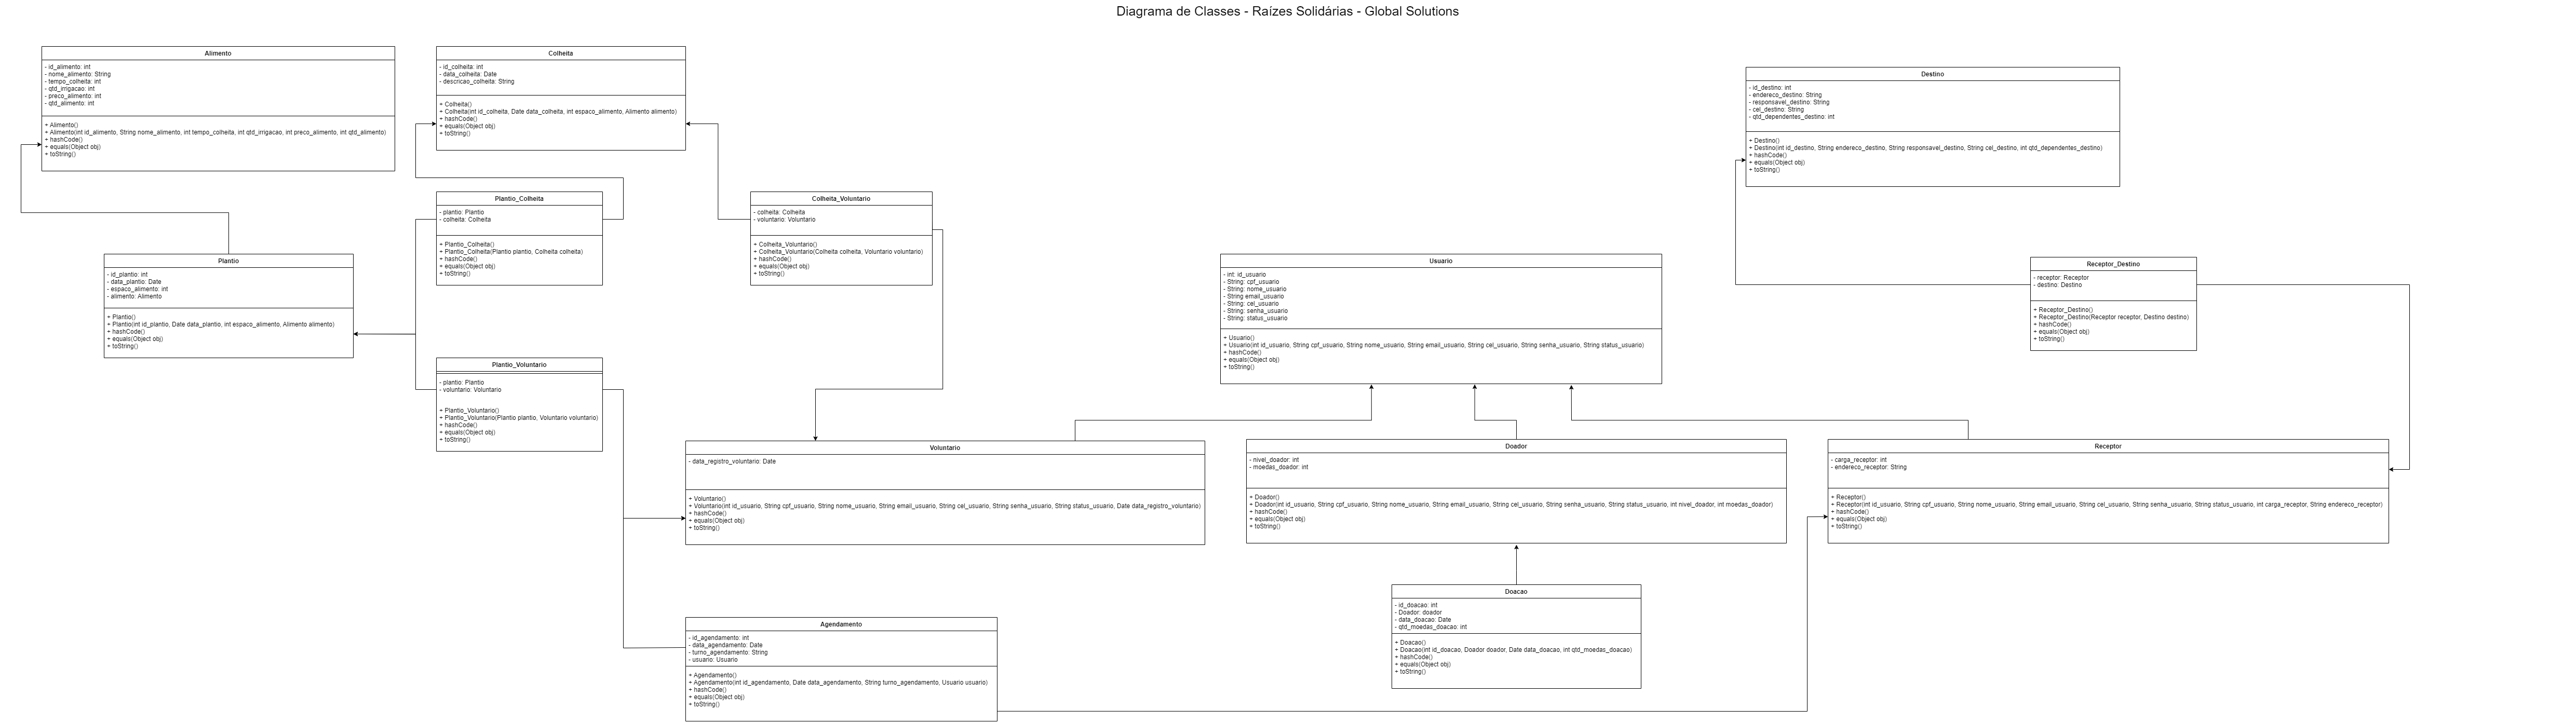 Diagrama de Classes - Raízes Solidárias - Global Solutions
Alimento
- id_alimento: int
- nome_alimento: String
- tempo_colheita: int
- qtd_irrigacao: int
- preco_alimento: int
- qtd_alimento: int
+ Alimento()
+ Alimento(int id_alimento, String nome_alimento, int tempo_colheita, int qtd_irrigacao, int preco_alimento, int qtd_alimento)
+ hashCode()
+ equals(Object obj)
+ toString()
Colheita
- id_colheita: int
- data_colheita: Date
- descricao_colheita: String
+ Colheita()
+ Colheita(int id_colheita, Date data_colheita, int espaco_alimento, Alimento alimento)
+ hashCode()
+ equals(Object obj)
+ toString()
Destino
- id_destino: int
- endereco_destino: String
- responsavel_destino: String
- cel_destino: String
- qtd_dependentes_destino: int
+ Destino()
+ Destino(int id_destino, String endereco_destino, String responsavel_destino, String cel_destino, int qtd_dependentes_destino)
+ hashCode()
+ equals(Object obj)
+ toString()
Plantio_Colheita
- plantio: Plantio
- colheita: Colheita
+ Plantio_Colheita()
+ Plantio_Colheita(Plantio plantio, Colheita colheita)
+ hashCode()
+ equals(Object obj)
+ toString()
Colheita_Voluntario
- colheita: Colheita
- voluntario: Voluntario
+ Colheita_Voluntario()
+ Colheita_Voluntario(Colheita colheita, Voluntario voluntario)
+ hashCode()
+ equals(Object obj)
+ toString()
Plantio
- id_plantio: int
- data_plantio: Date
- espaco_alimento: int
- alimento: Alimento
+ Plantio()
+ Plantio(int id_plantio, Date data_plantio, int espaco_alimento, Alimento alimento)
+ hashCode()
+ equals(Object obj)
+ toString()
Usuario
- int: id_usuario
- String: cpf_usuario
- String: nome_usuario
- String email_usuario
- String: cel_usuario
- String: senha_usuario
- String: status_usuario
+ Usuario()
+ Usuario(int id_usuario, String cpf_usuario, String nome_usuario, String email_usuario, String cel_usuario, String senha_usuario, String status_usuario)
+ hashCode()
+ equals(Object obj)
+ toString()
Receptor_Destino
- receptor: Receptor
- destino: Destino
+ Receptor_Destino()
+ Receptor_Destino(Receptor receptor, Destino destino)
+ hashCode()
+ equals(Object obj)
+ toString()
Plantio_Voluntario
- plantio: Plantio
- voluntario: Voluntario
+ Plantio_Voluntario()
+ Plantio_Voluntario(Plantio plantio, Voluntario voluntario)
+ hashCode()
+ equals(Object obj)
+ toString()
Voluntario
- data_registro_voluntario: Date
+ Voluntario()
+ Voluntario(int id_usuario, String cpf_usuario, String nome_usuario, String email_usuario, String cel_usuario, String senha_usuario, String status_usuario, Date data_registro_voluntario)
+ hashCode()
+ equals(Object obj)
+ toString()
Doador
- nivel_doador: int
- moedas_doador: int
+ Doador()
+ Doador(int id_usuario, String cpf_usuario, String nome_usuario, String email_usuario, String cel_usuario, String senha_usuario, String status_usuario, int nivel_doador, int moedas_doador)
+ hashCode()
+ equals(Object obj)
+ toString()
Receptor
- carga_receptor: int
- endereco_receptor: String
+ Receptor()
+ Receptor(int id_usuario, String cpf_usuario, String nome_usuario, String email_usuario, String cel_usuario, String senha_usuario, String status_usuario, int carga_receptor, String endereco_receptor)
+ hashCode()
+ equals(Object obj)
+ toString()
Doacao
- id_doacao: int
- Doador: doador
- data_doacao: Date
- qtd_moedas_doacao: int
+ Doacao()
+ Doacao(int id_doacao, Doador doador, Date data_doacao, int qtd_moedas_doacao)
+ hashCode()
+ equals(Object obj)
+ toString()
Agendamento
- id_agendamento: int
- data_agendamento: Date
- turno_agendamento: String
- usuario: Usuario
+ Agendamento()
+ Agendamento(int id_agendamento, Date data_agendamento, String turno_agendamento, Usuario usuario)
+ hashCode()
+ equals(Object obj)
+ toString()